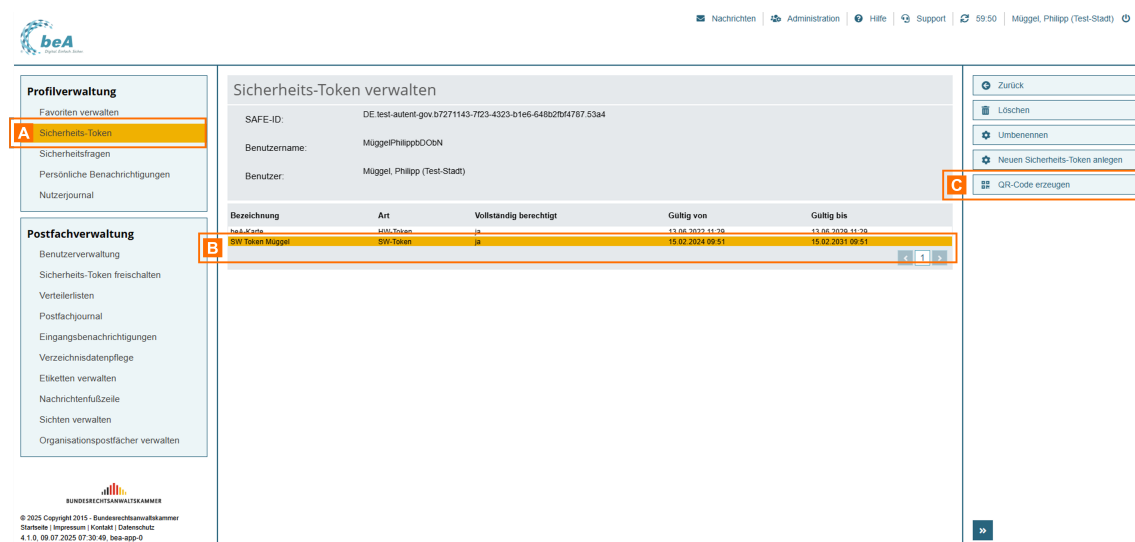 Nachrichten Administration Hilfe Support 59:50 Müggel, Philipp (Test-Stadt)
beA
Digital. Einfach. Sicher.
Profilverwaltung
Favoriten verwalten
A Sicherheits-Token
Sicherheitsfragen
Persönliche Benachrichtigungen
Nutzerjournal
Postfachverwaltung
Benutzerverwaltung
Sicherheits-Token freischalten
Verteilerlisten
Postfachjournal
Eingangsbenachrichtigungen
Verzeichnisdatenpflege
Etiketten verwalten
Nachrichtenfußzeile
Sichten verwalten
Organisationspostfächer verwalten
BUNDESRECHTSANWALTSKAMMER
© 2025 Copyright 2015 - Bundesrechtsanwaltskammer
Startseite | Impressum | Kontakt | Datenschutz
4.1.0, 09.07.2025 07:30:49, bea-app-0
Sicherheits-Token verwalten
SAFE-ID: DE.test-autent-gov.b7271143-7f23-4323-b1e6-648b2fbf4787.53a4
Benutzername: MüggelPhilippbDObN
Benutzer: Müggel, Philipp (Test-Stadt)
Bezeichnung Art Vollständig berechtigt Gültig von Gültig bis
beA-Karte HW-Token ja 13.06.2022 11:29 13.06.2029 11:29
B SW Token Müggel SW-Token ja 15.02.2024 09:51 15.02.2031 09:51
< 1 >
Zurück
Löschen
Umbenennen
Neuen Sicherheits-Token anlegen
C QR-Code erzeugen
»